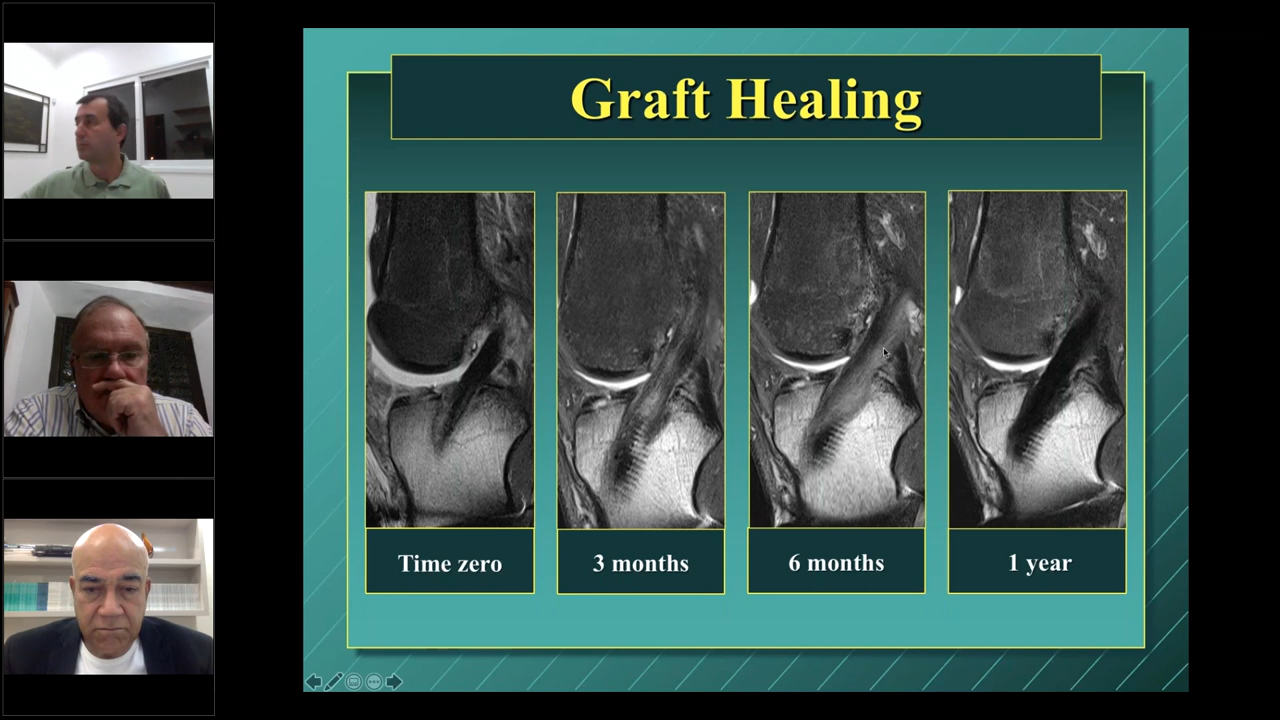 Graft Healing
Time zero
3 months
6 months
1 year